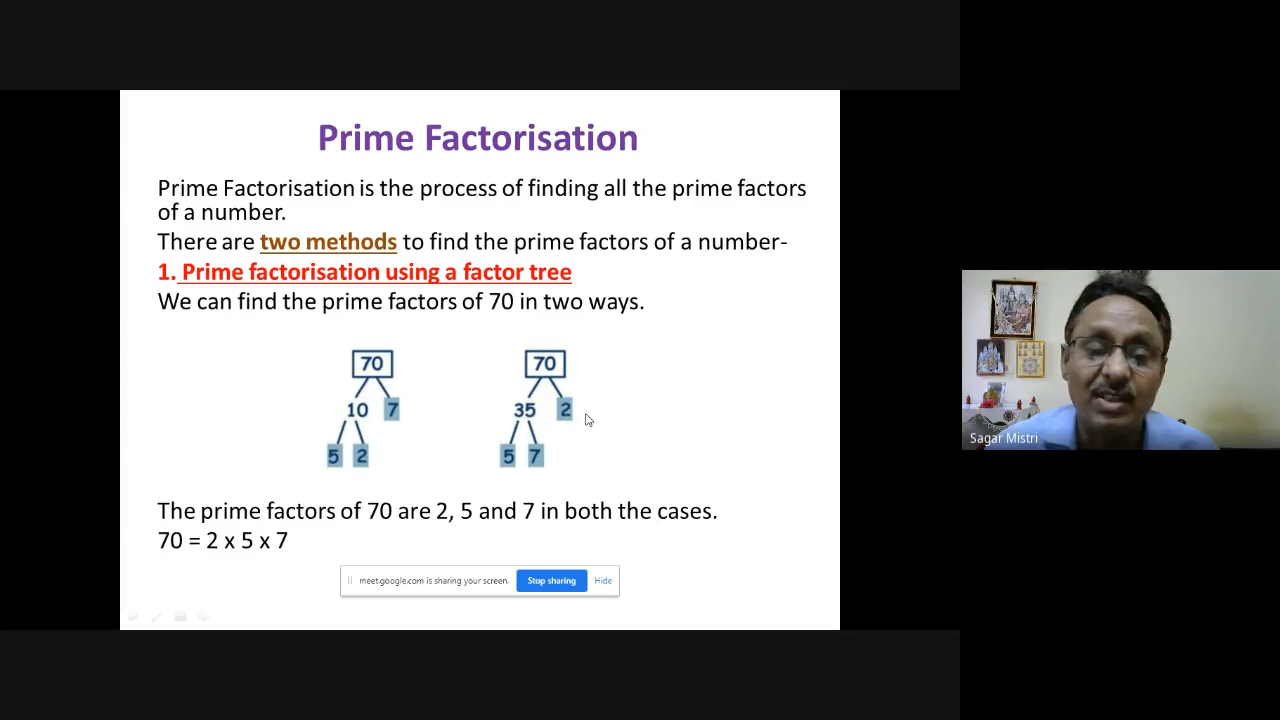 Prime Factorisation
Prime Factorisation is the process of finding all the prime factors
of a number.
There are two methods to find the prime factors of a number-
1. Prime factorisation using a factor tree
We can find the prime factors of 70 in two ways.
70 70
10 7 35 2
5 2 5 7
The prime factors of 70 are 2, 5 and 7 in both the cases.
70 = 2 x 5 x 7
meet.google.com is sharing your screen. Stop sharing Hide
Sagar Mistri